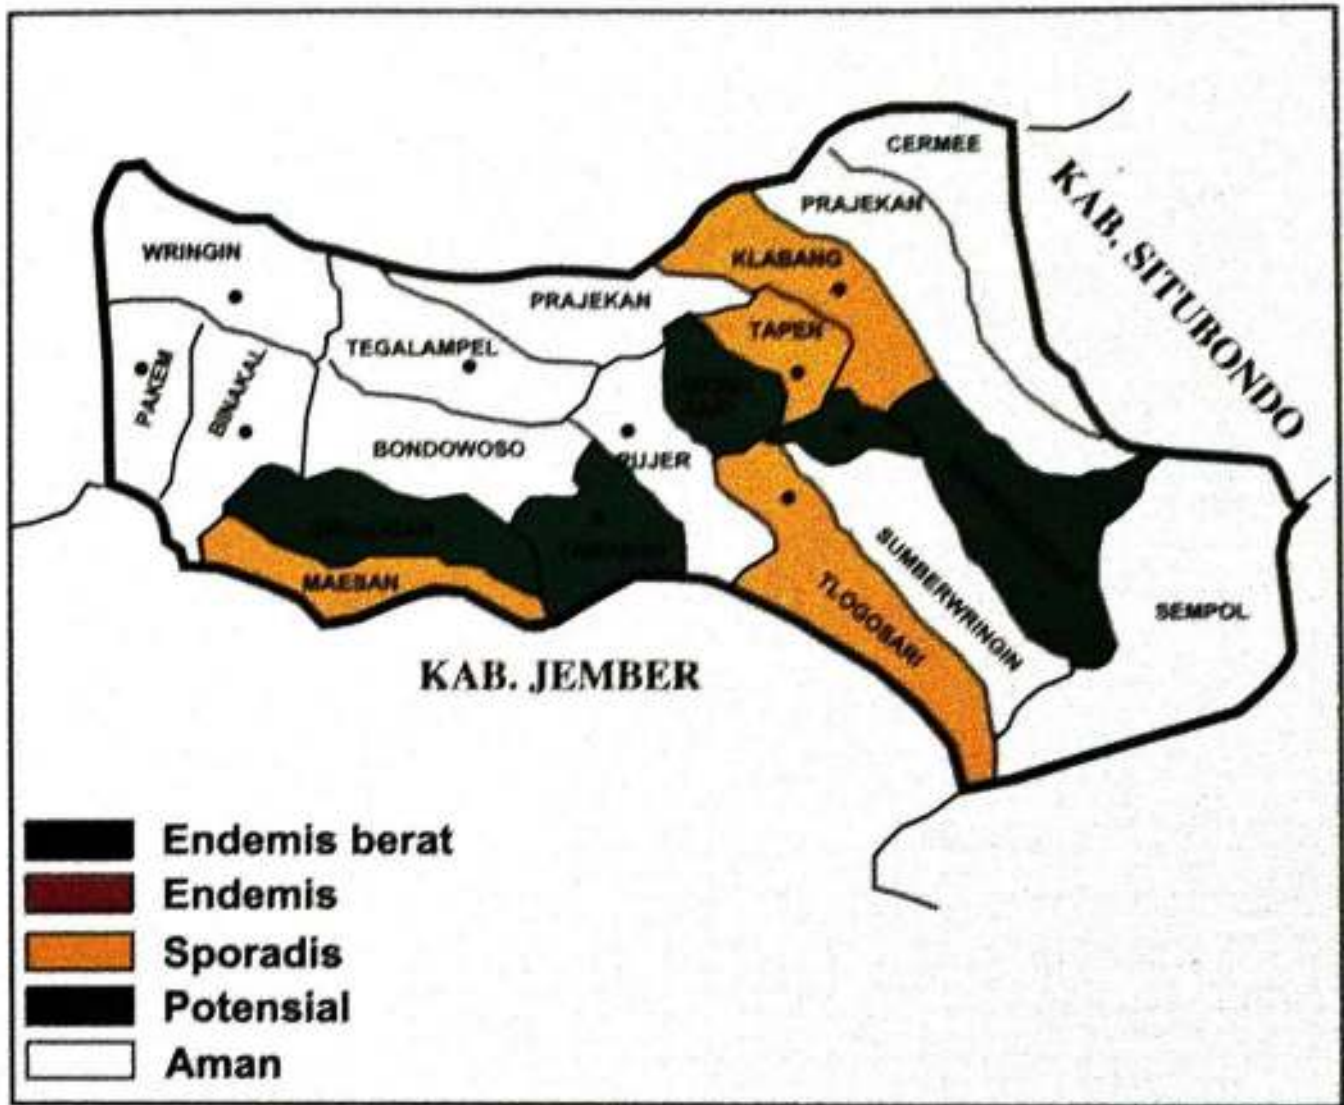 CERMEE
PRAJEKAN
KAB. SITUBONDO
WRINGIN
KLABANG
PRAJEKAN
TAPEN
TEGALAMPEL
PAKEM
BINAKAL
BONDOWOSO
PUJER
MAESAN
SUMBERWRINGIN
TLOGOSARI
SEMPOL
KAB. JEMBER
Endemis berat
Endemis
Sporadis
Potensial
Aman